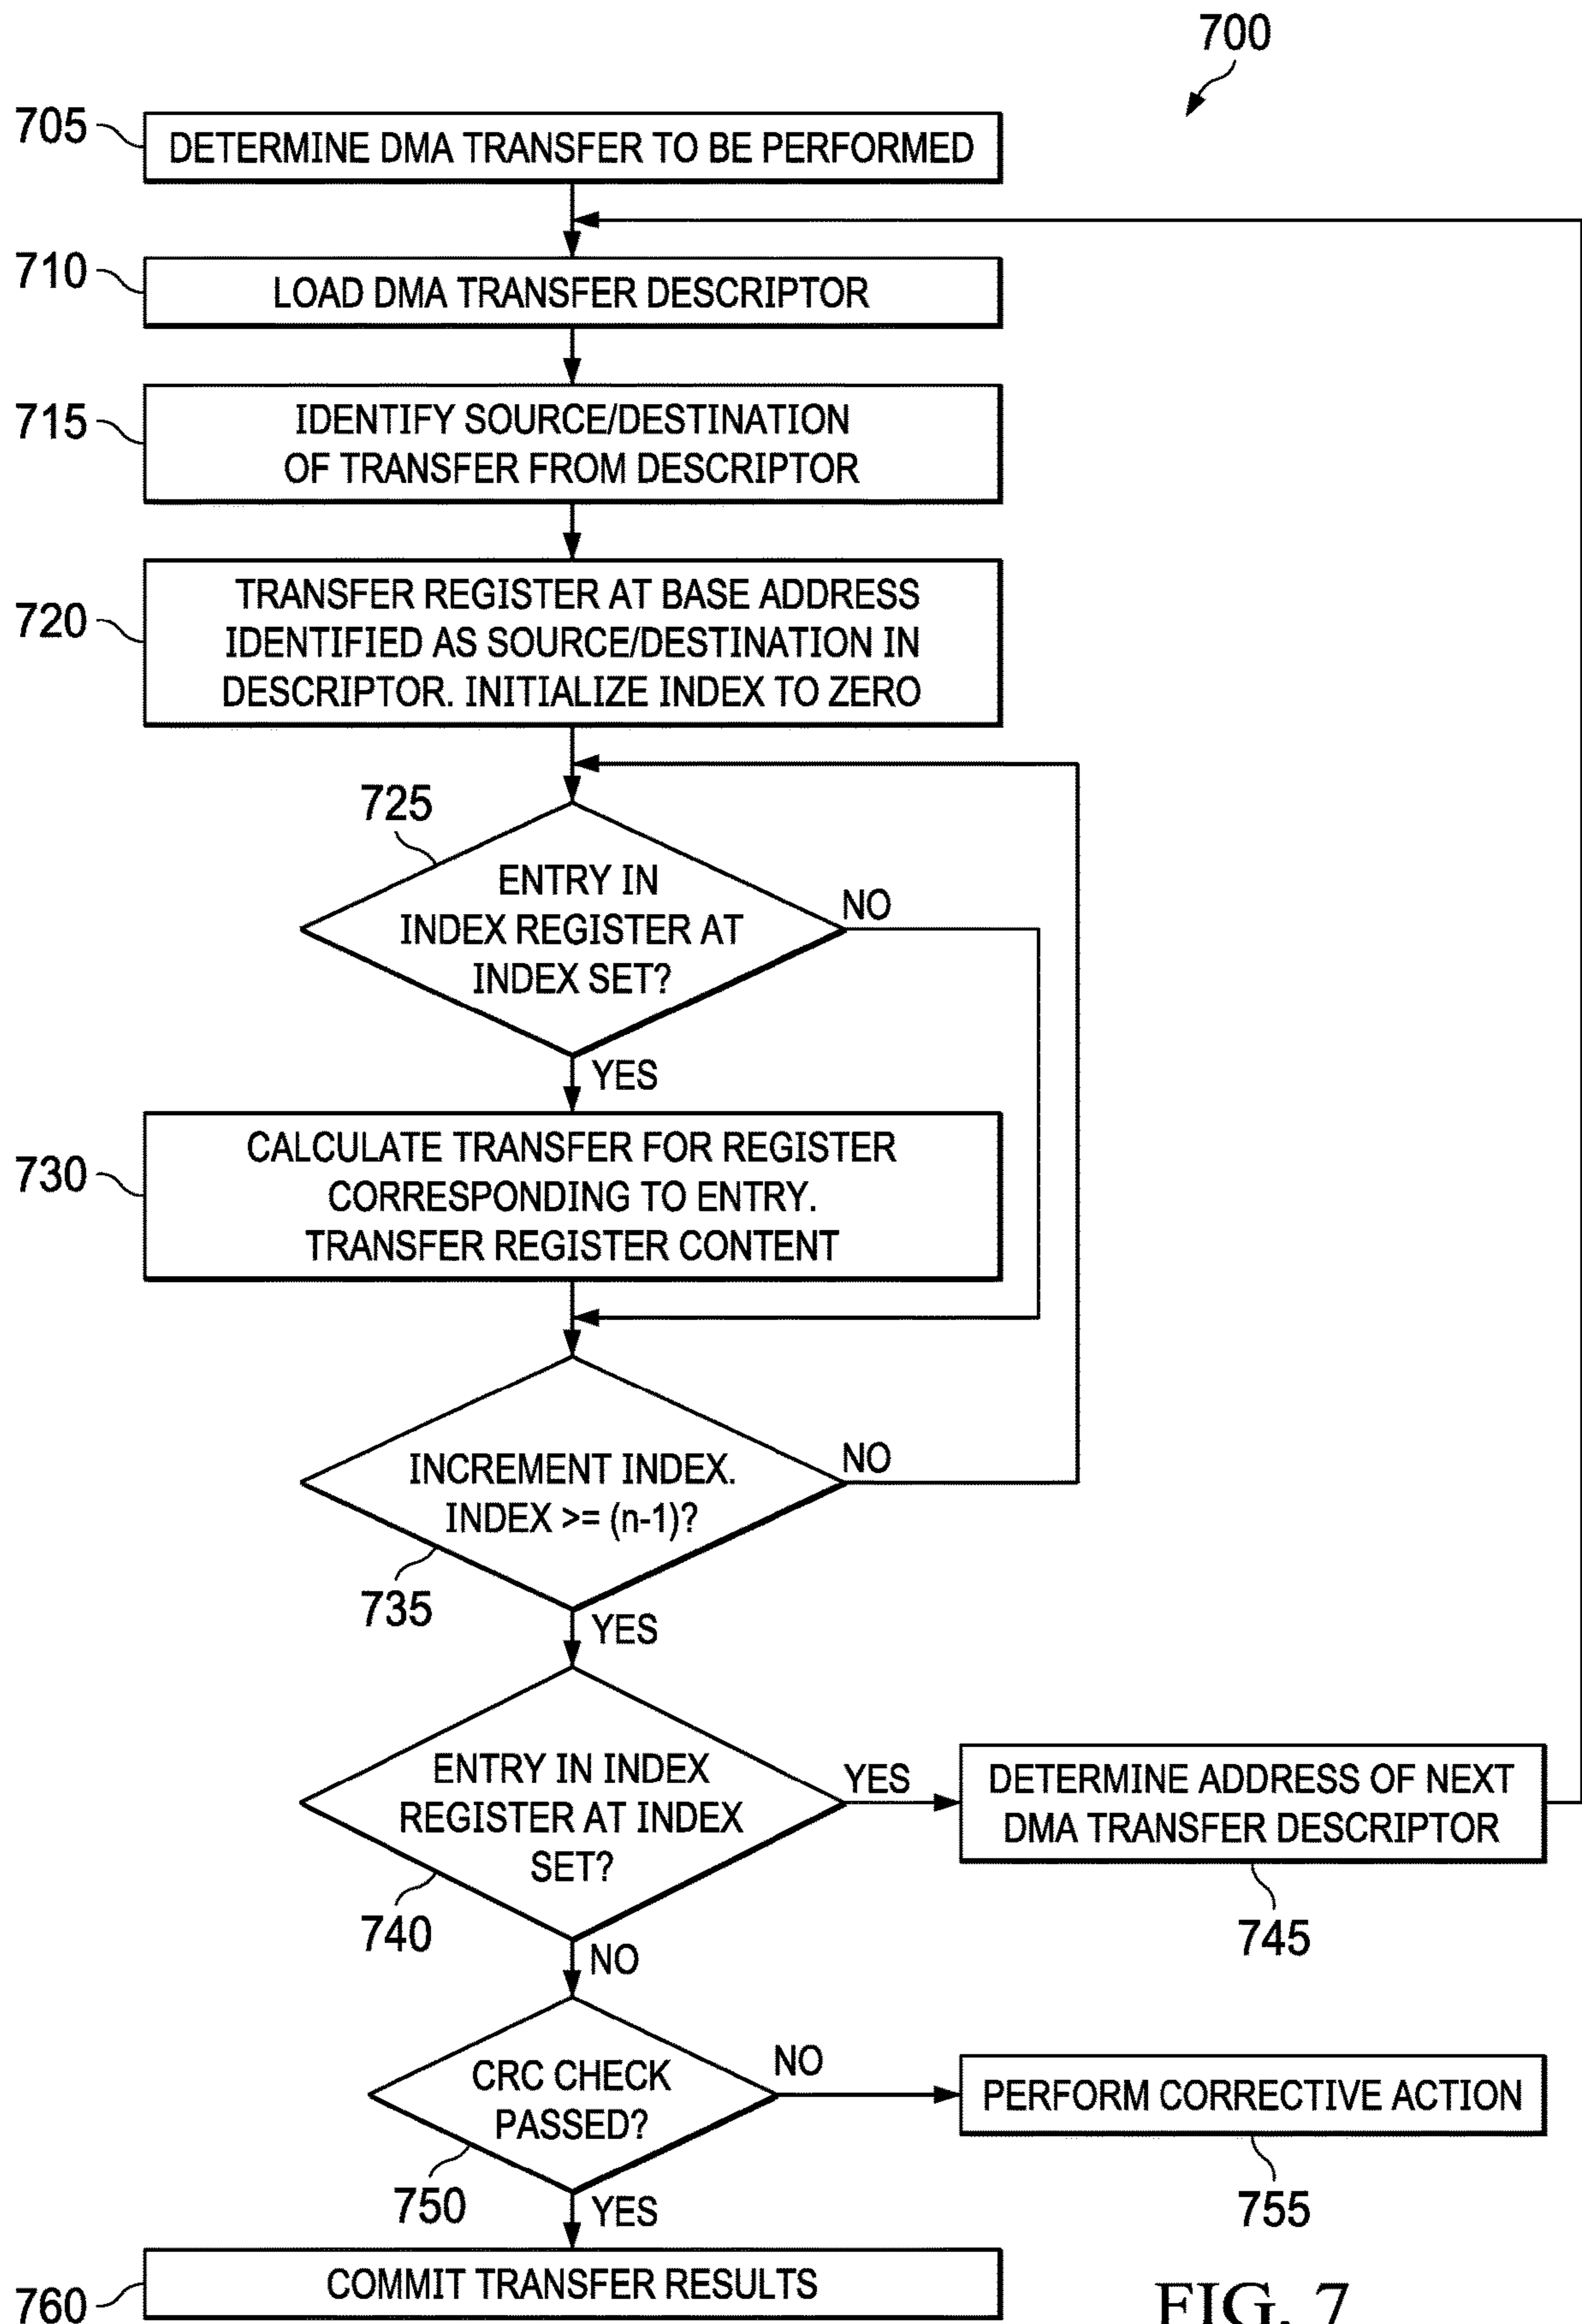 700
705
DETERMINE DMA TRANSFER TO BE PERFORMED
710
LOAD DMA TRANSFER DESCRIPTOR
715
IDENTIFY SOURCE/DESTINATION
OF TRANSFER FROM DESCRIPTOR
720
TRANSFER REGISTER AT BASE ADDRESS
IDENTIFIED AS SOURCE/DESTINATION IN
DESCRIPTOR. INITIALIZE INDEX TO ZERO
725
ENTRY IN
INDEX REGISTER AT
INDEX SET?
NO
YES
730
CALCULATE TRANSFER FOR REGISTER
CORRESPONDING TO ENTRY.
TRANSFER REGISTER CONTENT
INCREMENT INDEX.
INDEX >= (n-1)?
NO
735
YES
ENTRY IN INDEX
REGISTER AT INDEX
SET?
YES
740
DETERMINE ADDRESS OF NEXT
DMA TRANSFER DESCRIPTOR
745
NO
CRC CHECK
PASSED?
NO
750
PERFORM CORRECTIVE ACTION
755
YES
760
COMMIT TRANSFER RESULTS
FIG. 7